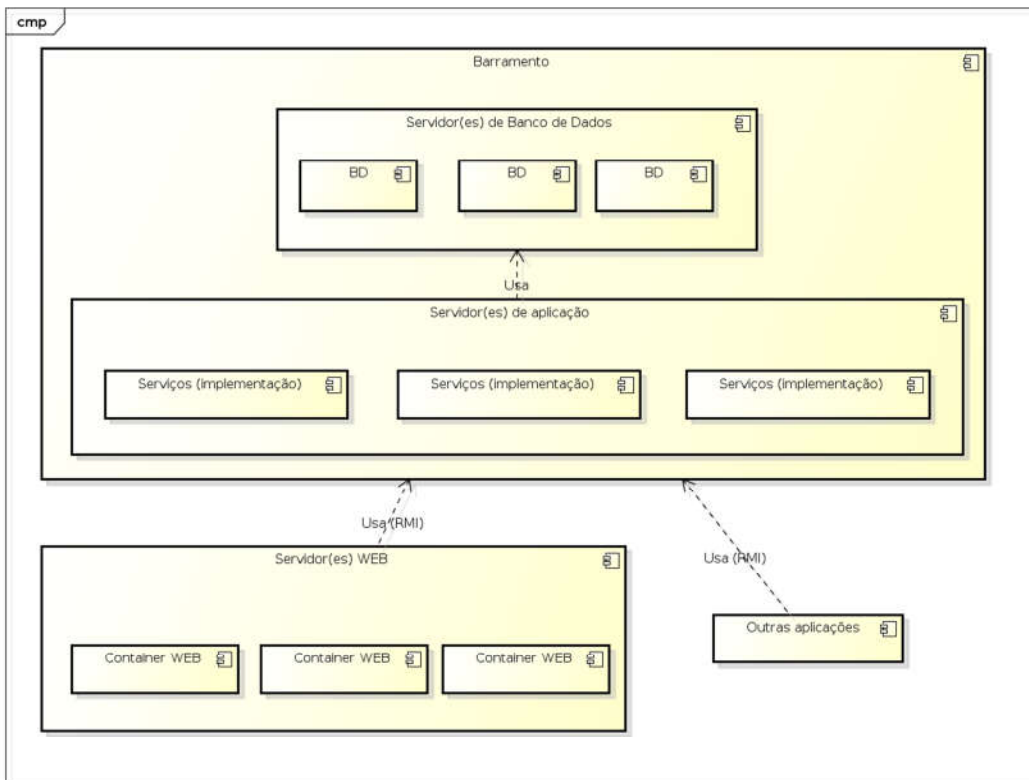 cmp
Barramento
Servidor(es) de Banco de Dados
BD
BD
BD
Usa
Servidor(es) de aplicação
Serviços (implementação)
Serviços (implementação)
Serviços (implementação)
Usa (RMI)
Usa (RMI)
Servidor(es) WEB
Container WEB
Container WEB
Container WEB
Outras aplicações